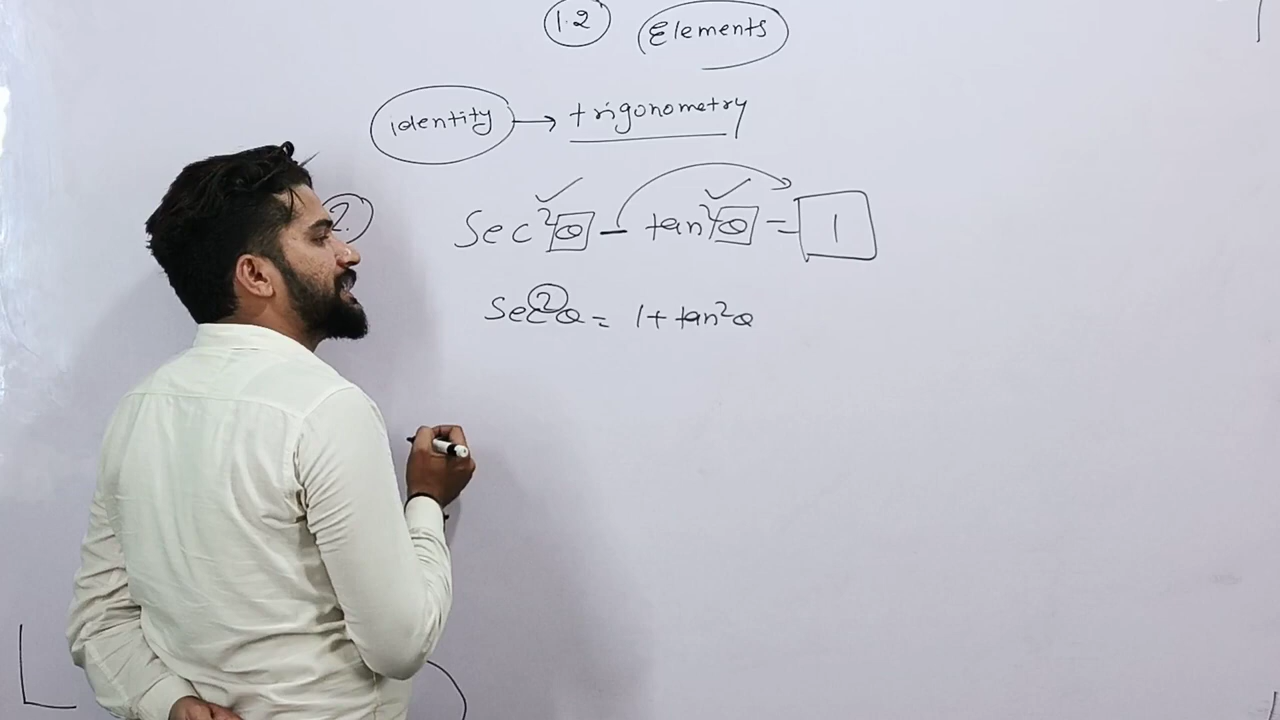 1.2 Elements
identity → trigonometry
2. Sec²θ - tan²θ = 1
Sec²θ = 1 + tan²θ